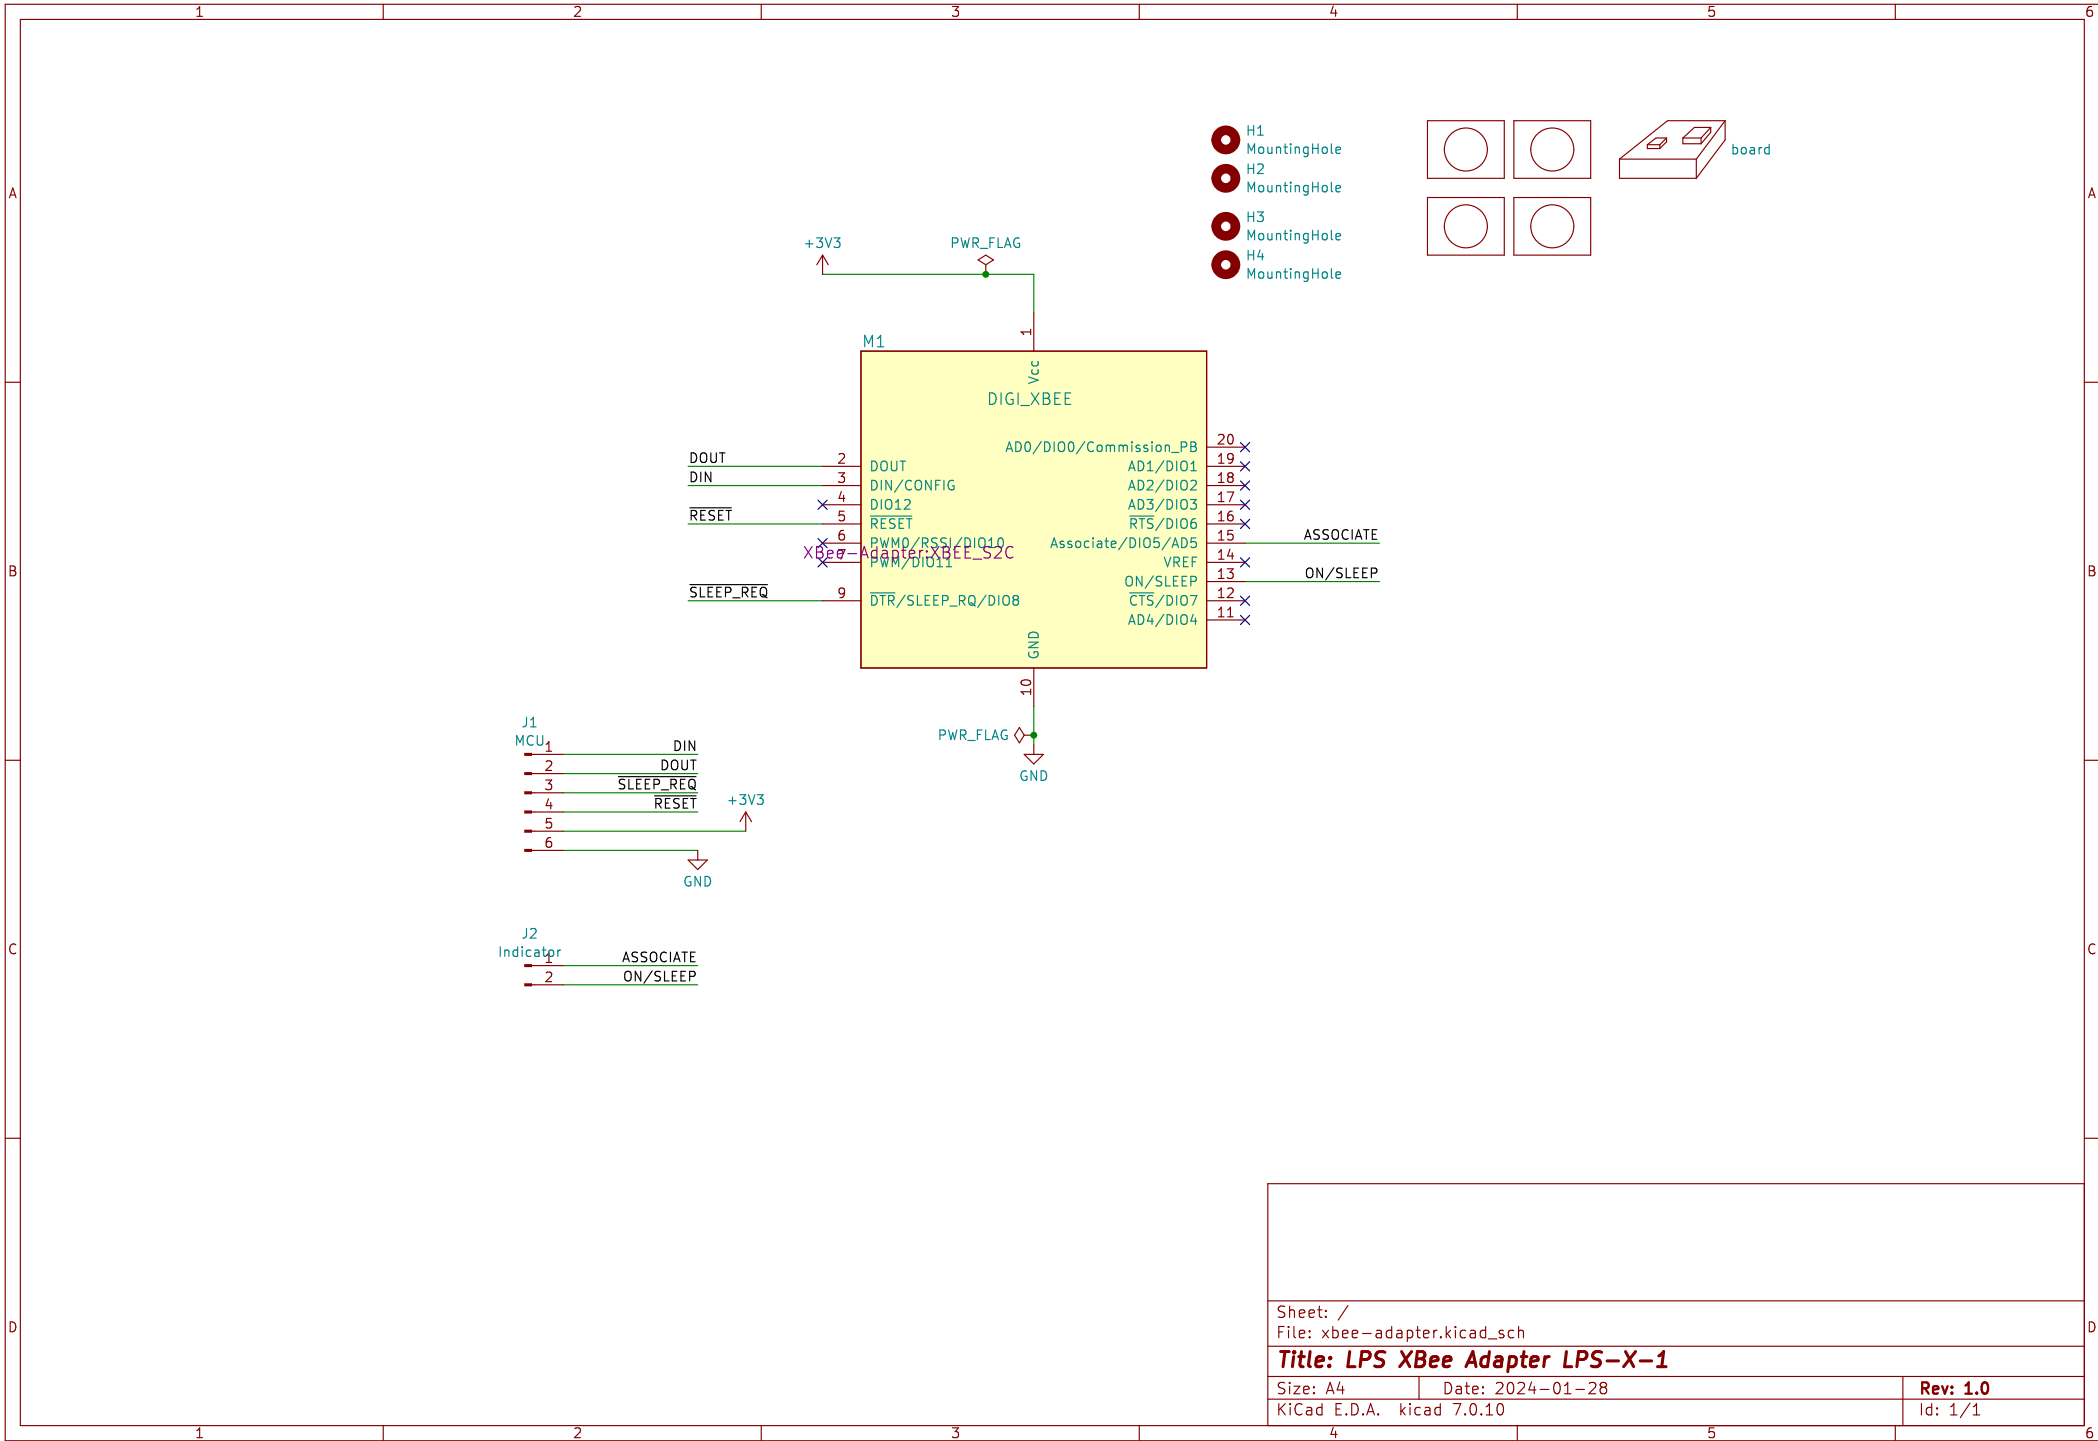 1 2 3 4 5 6
H1
MountingHole
H2
MountingHole
H3
MountingHole
H4
MountingHole
board
A A
+3V3
PWR_FLAG
1
M1
Vcc
DIGI_XBEE
AD0/DIO0/Commission_PB 20
DOUT 2 DOUT AD1/DIO1 19
DIN 3 DIN/CONFIG AD2/DIO2 18
4 DIO12 AD3/DIO3 17
RESET 5 RESET RTS/DIO6 16
6 PWM0/RSSI/DIO10 Associate/DIO5/AD5 15 ASSOCIATE
XBee-Adapter:XBEE_S2C
7 PWM/DIO11 VREF 14
B B
ON/SLEEP 13 ON/SLEEP
SLEEP_REQ 9 DTR/SLEEP_RQ/DIO8 CTS/DIO7 12
AD4/DIO4 11
GND
10
PWR_FLAG
GND
J1
MCU
1 DIN
2 DOUT
3 SLEEP_REQ
4 RESET
+3V3
5
6
GND
J2
Indicator
1 ASSOCIATE
2 ON/SLEEP
C C
Sheet: /
File: xbee-adapter.kicad_sch
D D
Title: LPS XBee Adapter LPS-X-1
Size: A4 Date: 2024-01-28 Rev: 1.0
KiCad E.D.A. kicad 7.0.10 Id: 1/1
1 2 3 4 5 6